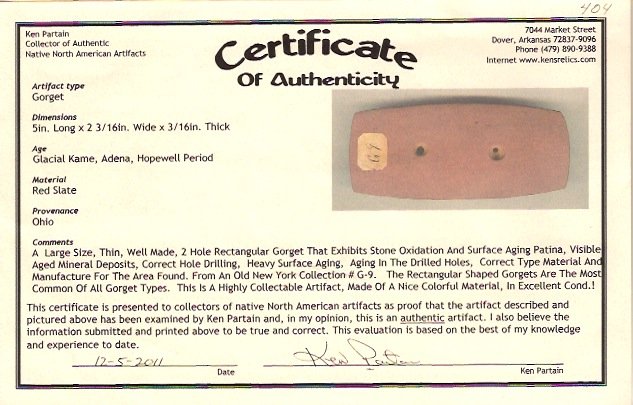 404
Ken Partain
Collector of Authentic
Native North American Artifacts
Certificate
Of Authenticity
7044 Market Street
Dover, Arkansas 72837-9096
Phone (479) 890-9388
Internet www.kensrelics.com
Artifact type
Gorget
Dimensions
5in. Long x 2 3/16in. Wide x 3/16in. Thick
Age
Glacial Kame, Adena, Hopewell Period
Material
Red Slate
Provenance
Ohio
G9
Comments
A Large Size, Thin, Well Made, 2 Hole Rectangular Gorget That Exhibits Stone Oxidation And Surface Aging Patina, Visible
Aged Mineral Deposits, Correct Hole Drilling, Heavy Surface Aging, Aging In The Drilled Holes, Correct Type Material And
Manufacture For The Area Found. From An Old New York Collection # G-9. The Rectangular Shaped Gorgets Are The Most
Common Of All Gorget Types. This Is A Highly Collectable Artifact, Made Of A Nice Colorful Material, In Excellent Cond.!
This certificate is presented to collectors of native North American artifacts as proof that the artifact described and
pictured above has been examined by Ken Partain and, in my opinion, this is an authentic artifact. I also believe the
information submitted and printed above to be true and correct. This evaluation is based on the best of my knowledge
and experience to date.
12-5-2011 Ken Partain
Date Ken Partain